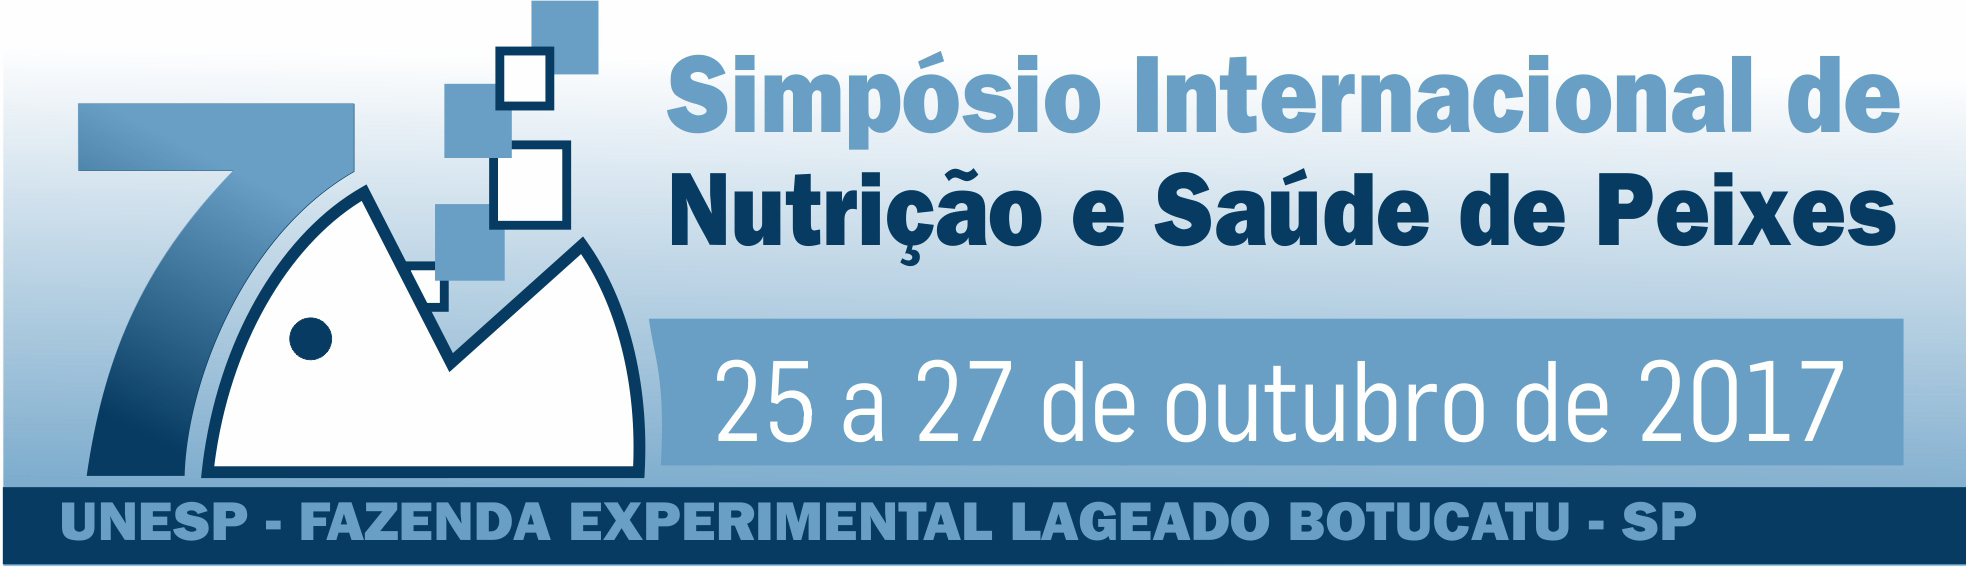 7
Simpósio Internacional de
Nutrição e Saúde de Peixes
25 a 27 de outubro de 2017
UNESP - FAZENDA EXPERIMENTAL LAGEADO BOTUCATU - SP